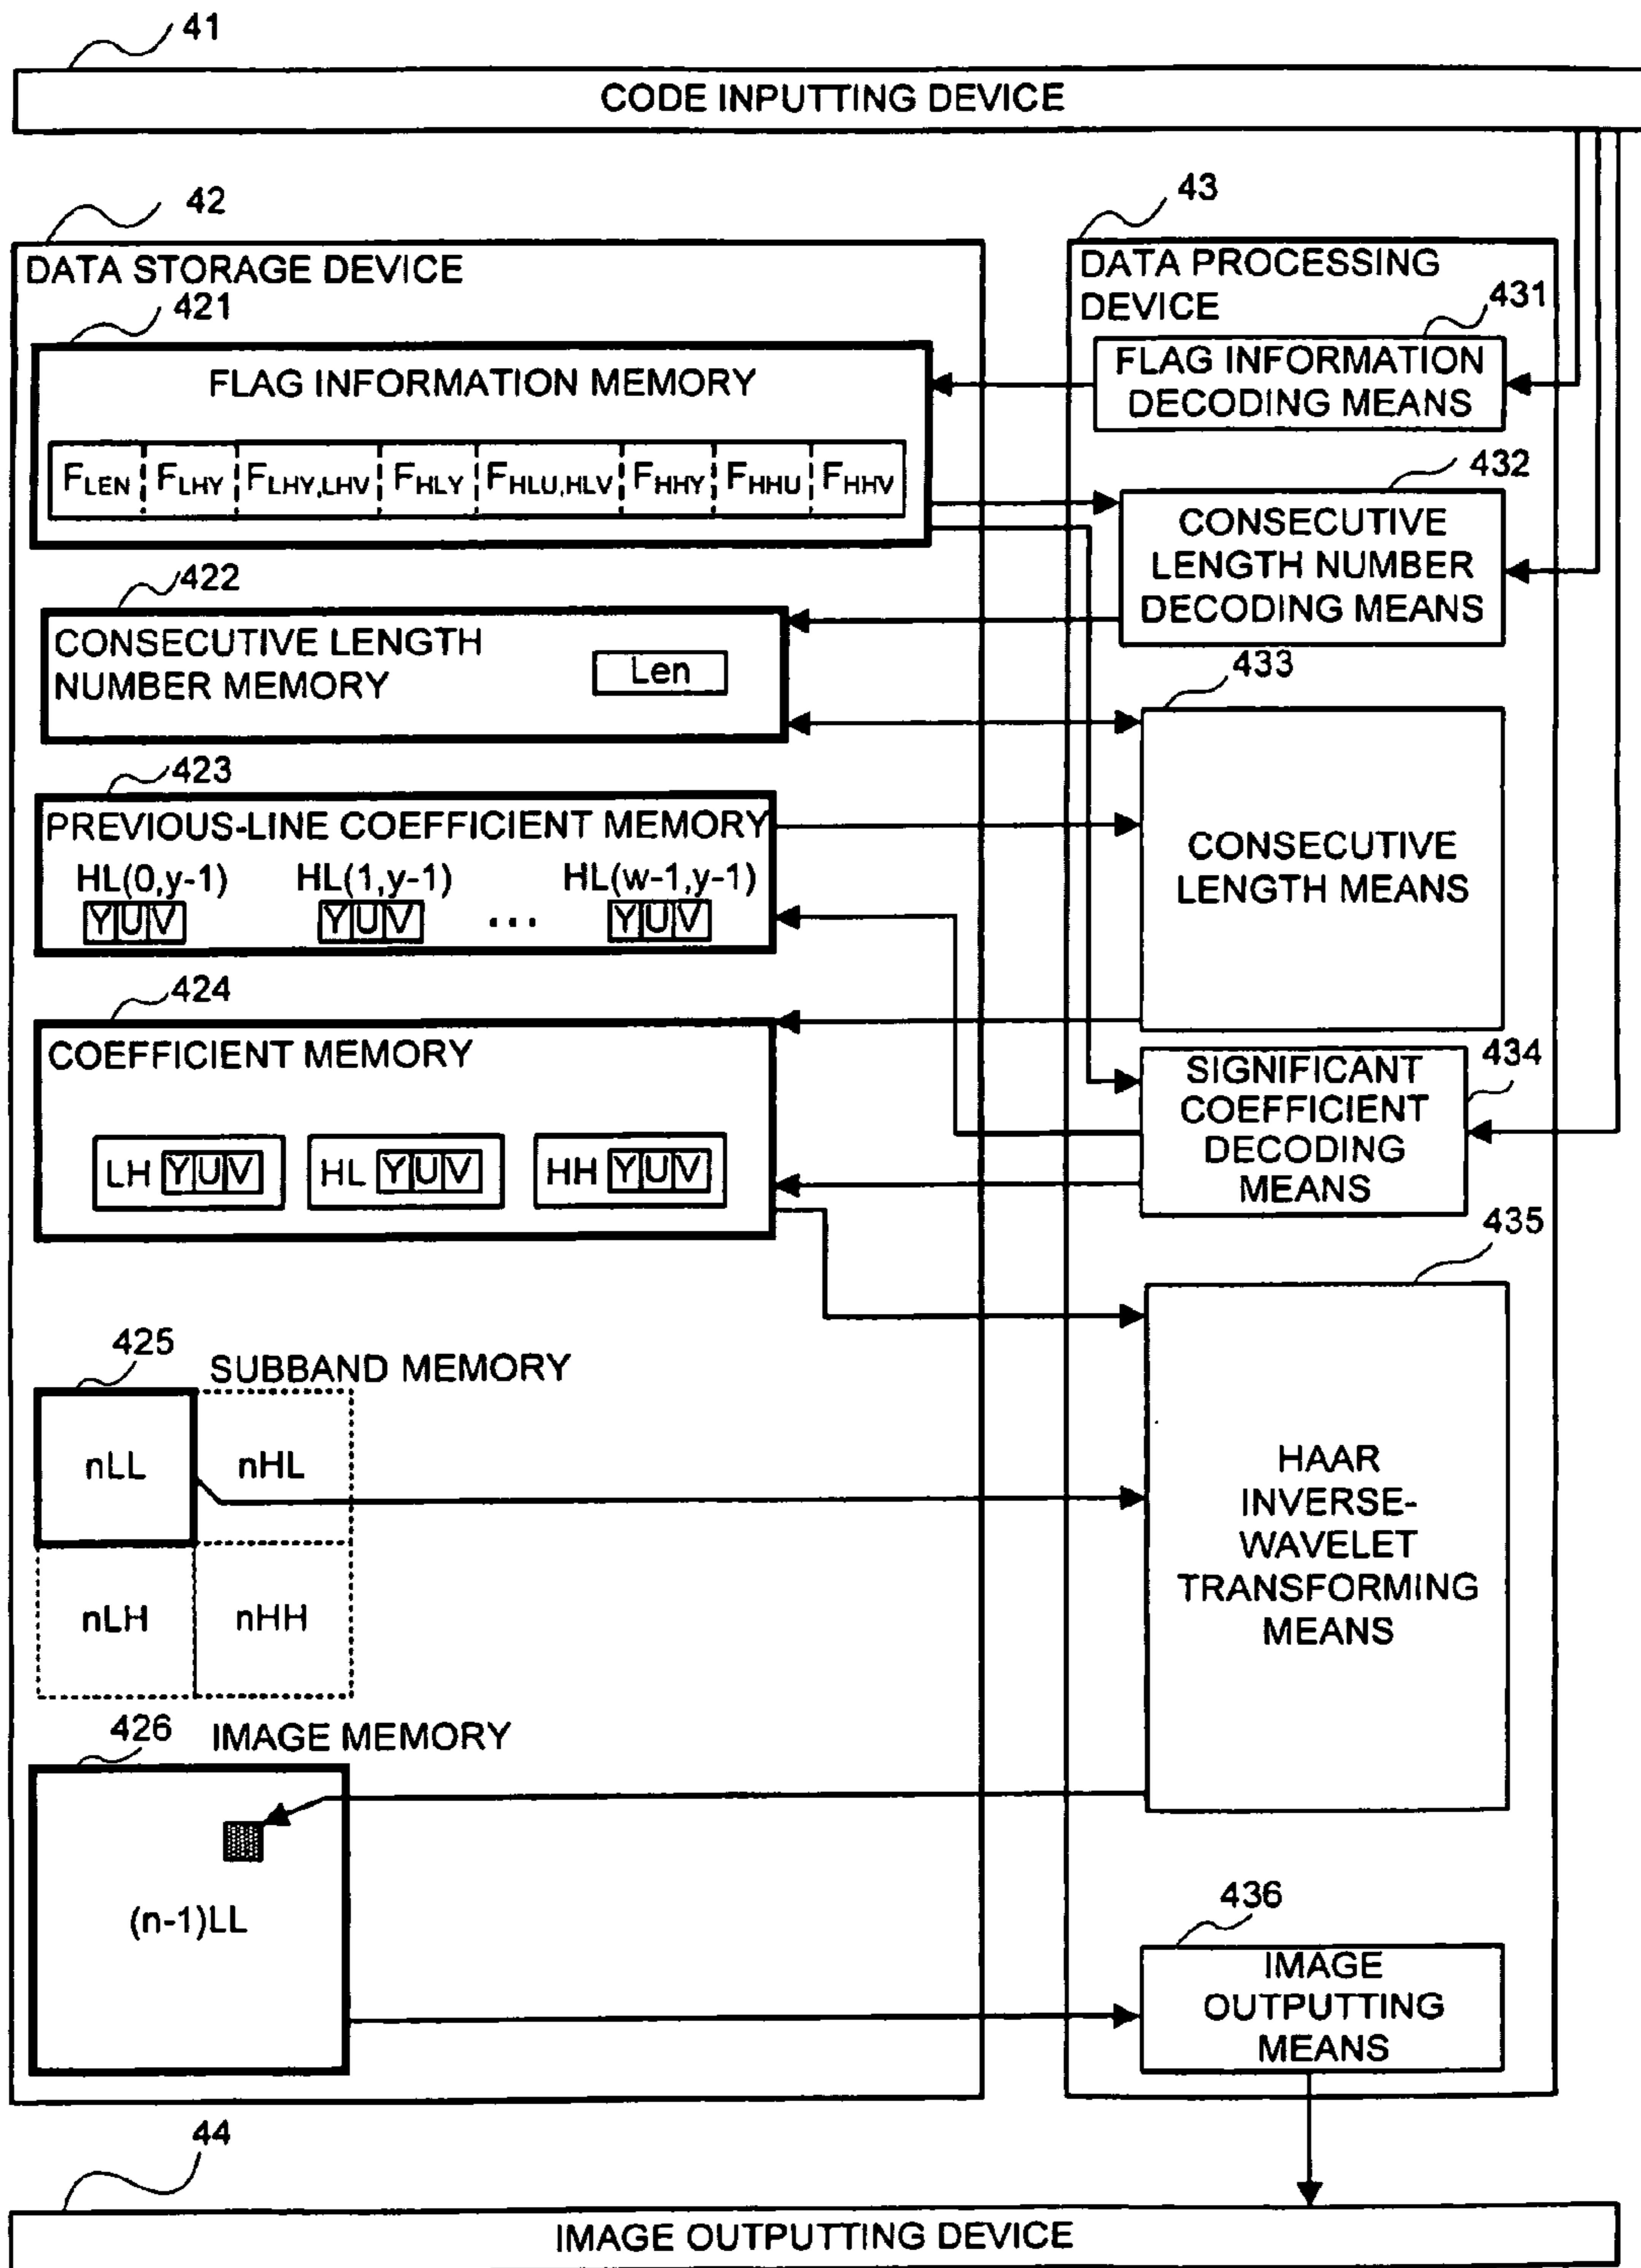 41
CODE INPUTTING DEVICE
42
DATA STORAGE DEVICE
421
FLAG INFORMATION MEMORY
FLEN FLHY FLHY,LHV FHLY FHLU,HLV FHHY FHHU FHHV
422
CONSECUTIVE LENGTH
NUMBER MEMORY
Len
423
PREVIOUS-LINE COEFFICIENT MEMORY
HL(0,y-1) HL(1,y-1) HL(w-1,y-1)
Y U V Y U V ... Y U V
424
COEFFICIENT MEMORY
LH Y U V HL Y U V HH Y U V
425
SUBBAND MEMORY
nLL nHL
nLH nHH
426
IMAGE MEMORY
(n-1)LL
43
DATA PROCESSING
DEVICE
431
FLAG INFORMATION
DECODING MEANS
432
CONSECUTIVE
LENGTH NUMBER
DECODING MEANS
433
CONSECUTIVE
LENGTH MEANS
434
SIGNIFICANT
COEFFICIENT
DECODING
MEANS
435
HAAR
INVERSE-
WAVELET
TRANSFORMING
MEANS
436
IMAGE
OUTPUTTING
MEANS
44
IMAGE OUTPUTTING DEVICE